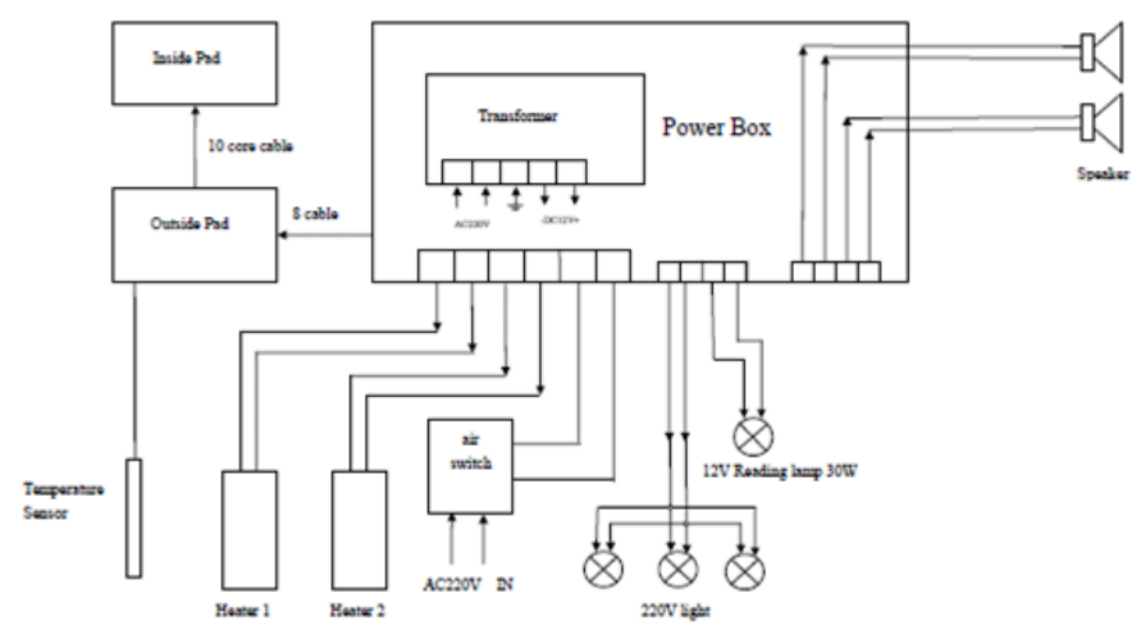 Inside Pad
Transformer
Power Box
10 core cable
Speaker
8 cable
Outside Pad
AC220V
-DC12V+
air
switch
12V Reading lamp 30W
Temperature
Sensor
AC220V IN
Heater 1
Heater 2
220V light